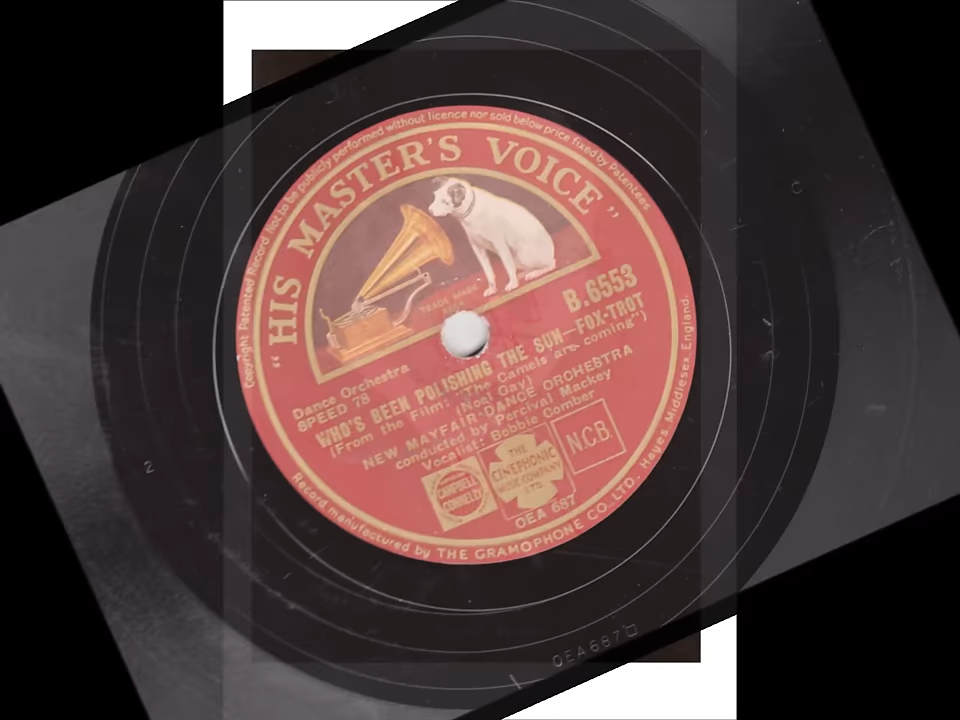 Copyright. Patented Record Not to be publicly performed without licence nor sold below price fixed by Patentees
"HIS MASTER'S VOICE"
TRADE MARK
B.6553
Dance Orchestra
SPEED 78
WHO'S BEEN POLISHING THE SUN—FOX-TROT
(From the Film: "The Camels are coming")
(Noel Gay)
NEW MAYFAIR DANCE ORCHESTRA
conducted by Percival Mackey
Vocalist: Bobbie Comber
CAMPBELL CONNELLY
THE
CINEPHONIC
MUSIC COMPANY
LTD.
N.C.B.
OEA 687
Record manufactured by THE GRAMOPHONE CO., LTD. Hayes, Middlesex, England.
2
OEA687